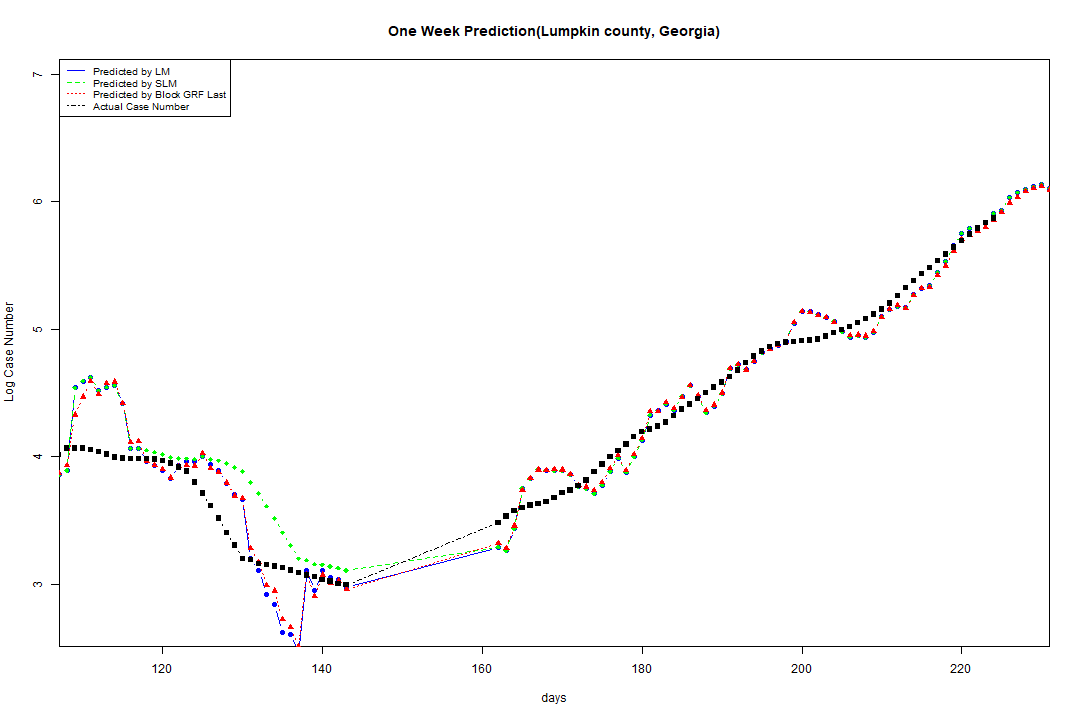 One Week Prediction(Lumpkin county, Georgia)
Predicted by LM
Predicted by SLM
Predicted by Block GRF Last
Actual Case Number
7
6
5
4
3
Log Case Number
120 140 160 180 200 220
days